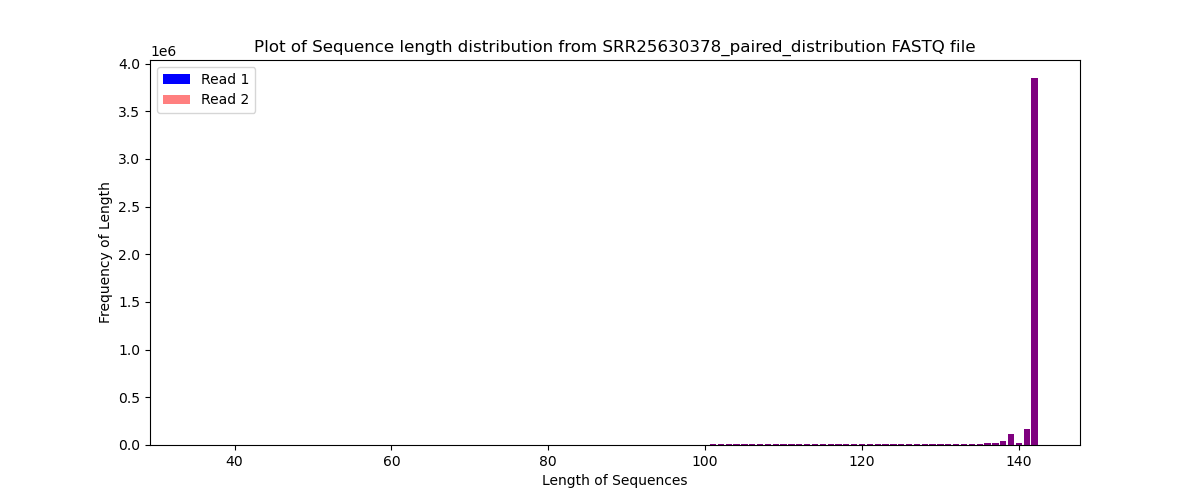 Plot of Sequence length distribution from SRR25630378_paired_distribution FASTQ file
1e6
4.0
3.5
3.0
2.5
2.0
1.5
1.0
0.5
0.0
Frequency of Length
Read 1
Read 2
40 60 80 100 120 140
Length of Sequences